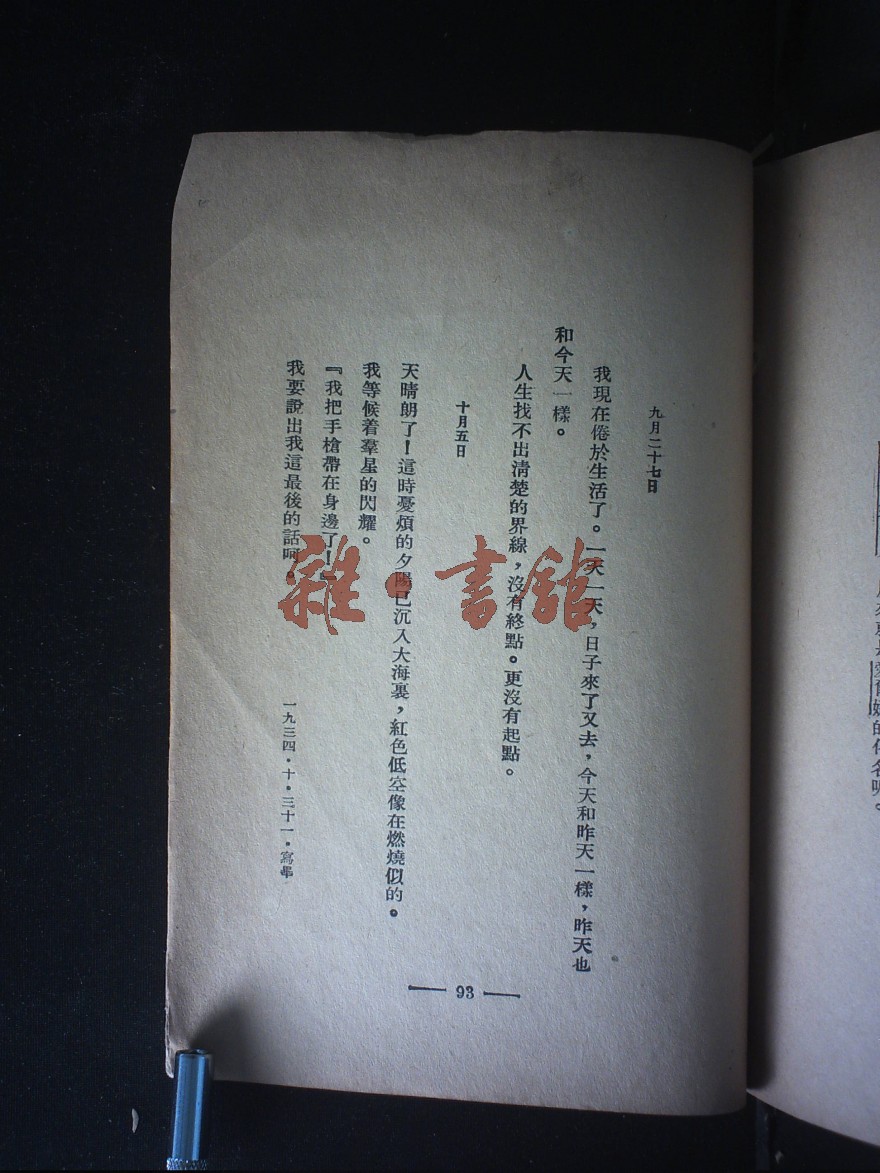 九月二十七日
我現在倦於生活了。一天一天，日子來了又去，今天和昨天一樣，昨天也
和今天一樣。
人生找不出清楚的界線，沒有終點。更沒有起點。
十月五日
天晴朗了！這時憂煩的夕陽已沉入大海裏，紅色低空像在燃燒似的。
我等候着羣星的閃耀。
『我把手槍帶在身邊了！』
我要說出我這最後的話呵。
一九三四・十・三十一・寫畢
93
雜・書館
的作名呢。